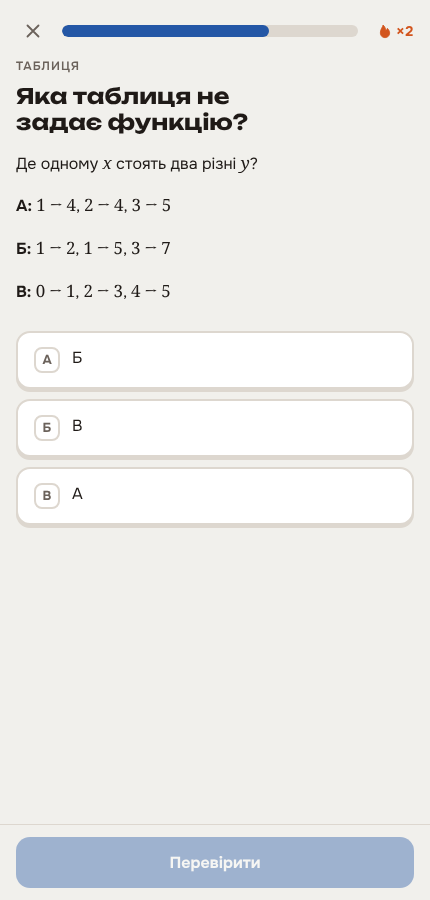 ×2
ТАБЛИЦЯ
Яка таблиця не
задає функцію?
Де одному x стоять два різні y?
А: 1 → 4, 2 → 4, 3 → 5
Б: 1 → 2, 1 → 5, 3 → 7
В: 0 → 1, 2 → 3, 4 → 5
А Б
Б В
В А
Перевірити